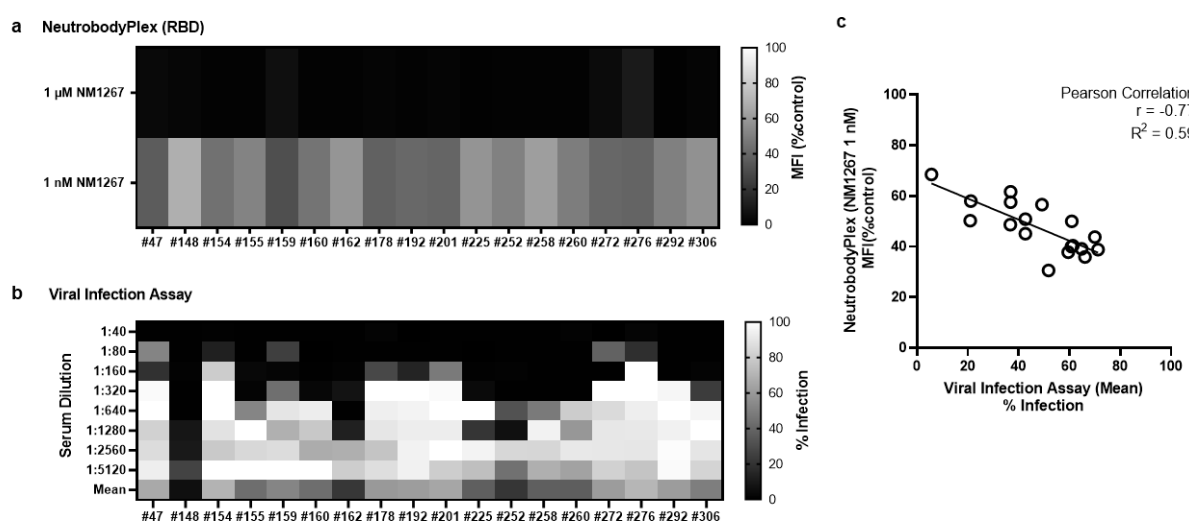 a NeutrobodyPlex (RBD)
1 µM NM1267
1 nM NM1267
100
80
60
40
20
0
MFI (%control)
#47 #148 #154 #155 #159 #160 #162 #178 #192 #201 #225 #252 #258 #260 #272 #276 #292 #306
b Viral Infection Assay
Serum Dilution
1:40
1:80
1:160
1:320
1:640
1:1280
1:2560
1:5120
Mean
100
80
60
40
20
0
% Infection
#47 #148 #154 #155 #159 #160 #162 #178 #192 #201 #225 #252 #258 #260 #272 #276 #292 #306
c
Pearson Correlation
r = -0.77
R² = 0.59
NeutrobodyPlex (NM1267 1 nM)
MFI(%control)
100
80
60
40
20
0
0 20 40 60 80 100
Viral Infection Assay (Mean)
% Infection